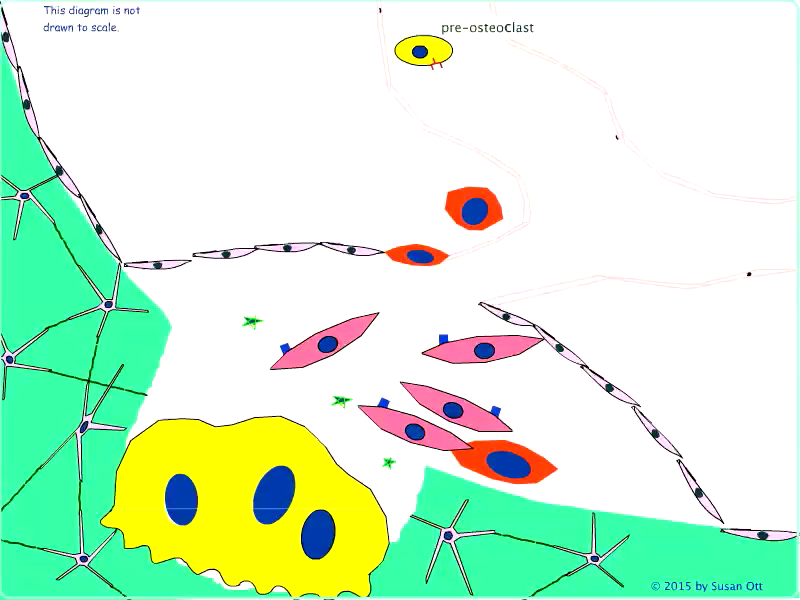 This diagram is not
drawn to scale.
pre-osteoclast
© 2015 by Susan Ott